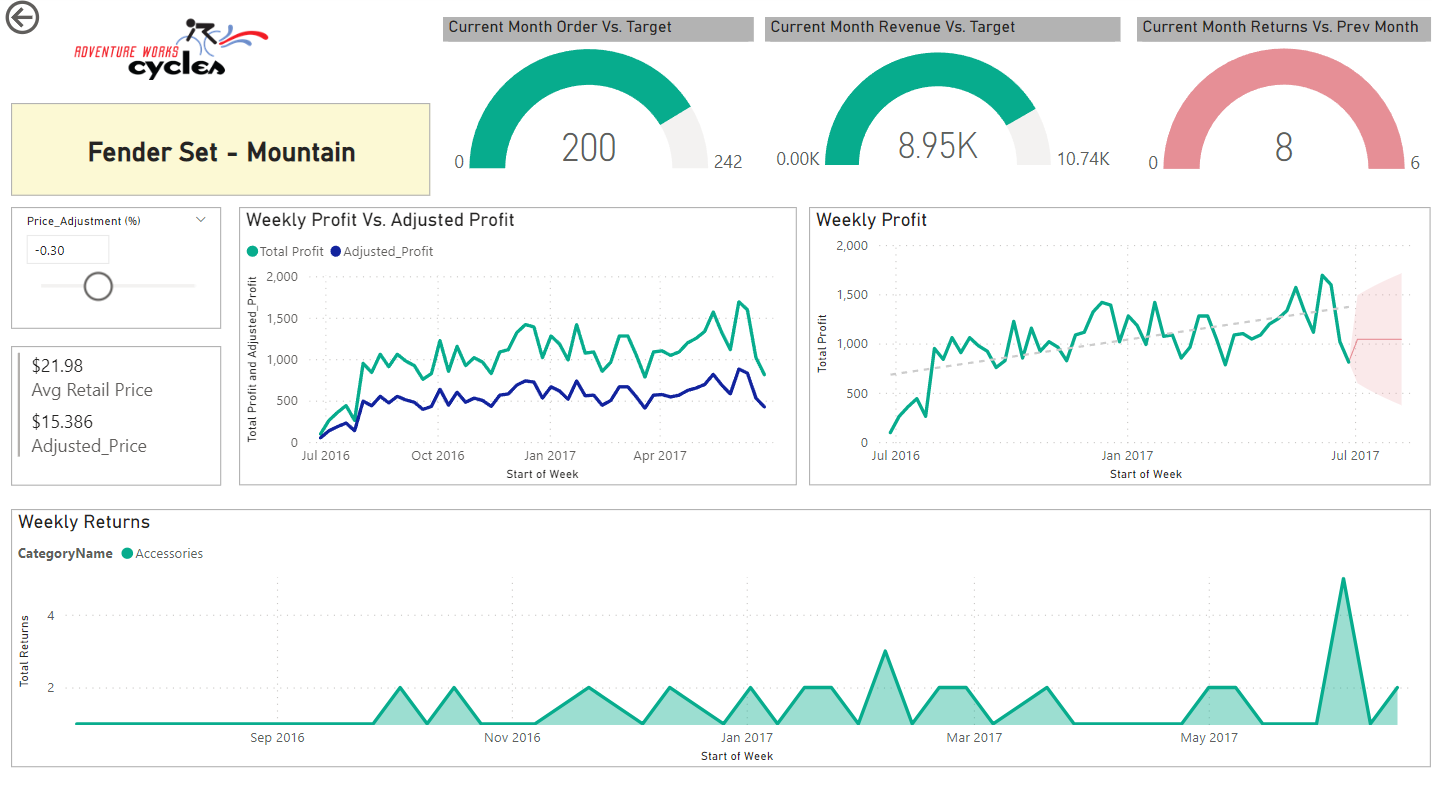 ADVENTURE WORKS
cycles
Current Month Order Vs. Target
0
200
242
Current Month Revenue Vs. Target
0.00K
8.95K
10.74K
Current Month Returns Vs. Prev Month
0
8
6
Fender Set - Mountain
Price_Adjustment (%)
-0.30
$21.98
Avg Retail Price
$15.386
Adjusted_Price
Weekly Profit Vs. Adjusted Profit
Total Profit Adjusted_Profit
Total Profit and Adjusted_Profit
2,000
1,500
1,000
500
0
Jul 2016 Oct 2016 Jan 2017 Apr 2017
Start of Week
Weekly Profit
Total Profit
2,000
1,500
1,000
500
0
Jul 2016 Jan 2017 Jul 2017
Start of Week
Weekly Returns
CategoryName Accessories
Total Returns
4
2
Sep 2016 Nov 2016 Jan 2017 Mar 2017 May 2017
Start of Week